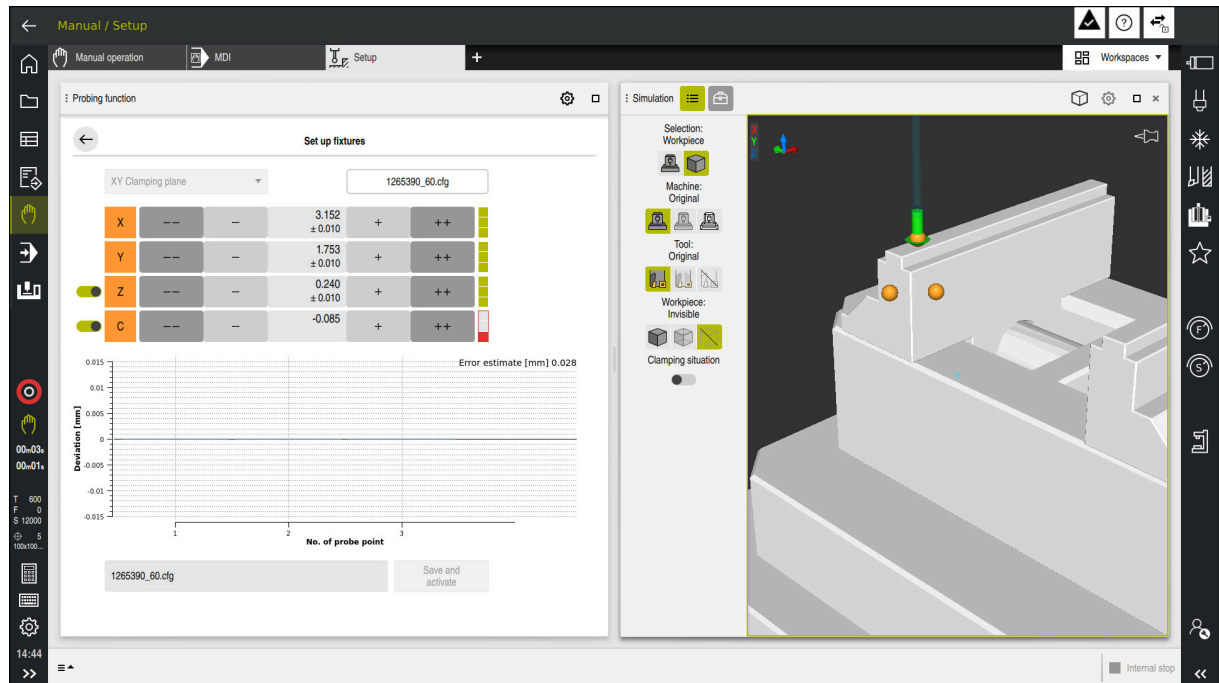 Manual / Setup
Manual operation
MDI
Setup
+
Workspaces
Probing function
Set up fixtures
XY Clamping plane
1265390_60.cfg
X
−−
−
3.152
± 0.010
+
++
Y
−−
−
1.753
± 0.010
+
++
Z
−−
−
0.240
± 0.010
+
++
C
−−
−
-0.085
+
++
Error estimate [mm] 0.028
Deviation [mm]
0.015
0.01
0.005
0
-0.005
-0.01
-0.015
1
2
3
No. of probe point
1265390_60.cfg
Save and
activate
Simulation
Selection:
Workpiece
Machine:
Original
Tool:
Original
Workpiece:
Invisible
Clamping situation
X
Y
Z
00m03s
00m01s
T 600
F 0
S 12000
5
100x100...
14:44
F
S
Internal stop